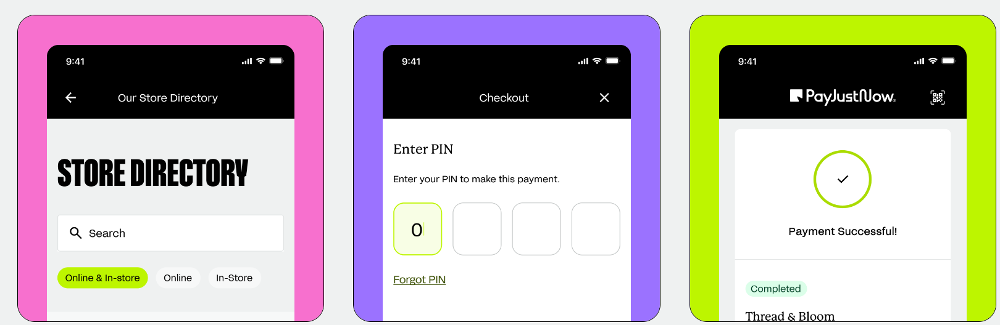 9:41
Our Store Directory
STORE DIRECTORY
Search
Online & In-store
Online
In-Store
9:41
Checkout
Enter PIN
Enter your PIN to make this payment.
0
Forgot PIN
9:41
PayJustNow®
Payment Successful!
Completed
Thread & Bloom